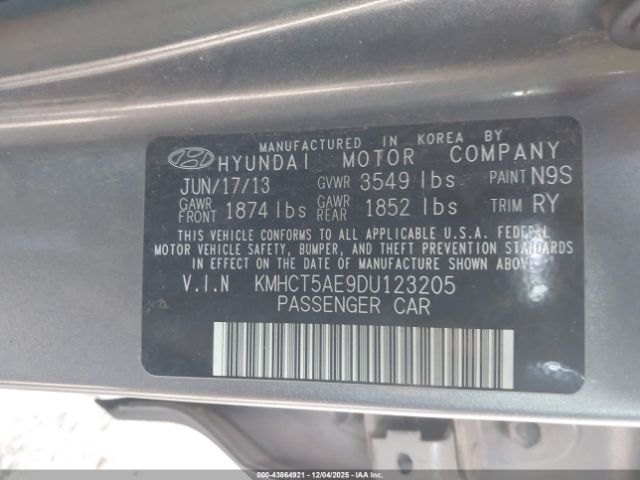 MANUFACTURED IN KOREA BY
HYUNDAI MOTOR COMPANY
JUN/17/13 GVWR 3549 lbs PAINT N9S
GAWR FRONT 1874 lbs GAWR REAR 1852 lbs TRIM RY
THIS VEHICLE CONFORMS TO ALL APPLICABLE U.S.A. FEDERAL
MOTOR VEHICLE SAFETY, BUMPER, AND THEFT PREVENTION STANDARDS
IN EFFECT ON THE DATE OF MANUFACTURE SHOWN ABOVE.
V.I.N KMHCT5AE9DU123205
PASSENGER CAR
© IAA Holdings, LLC - 43864921 - 12/04/2025 - Copart